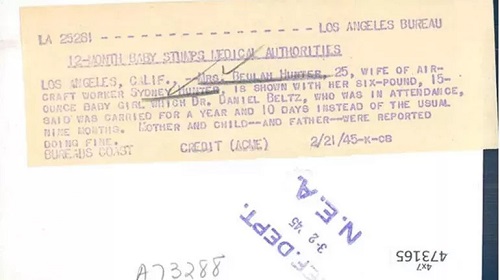 LA 25281 - - - - - - - - - - - - - - - - - - - LOS ANGELES BUREAU
12-MONTH BABY STUMPS MEDICAL AUTHORITIES
LOS ANGELES, CALIF., MRS. BEULAH HUNTER, 25, WIFE OF AIR-
CRAFT WORKER SYDNEY HUNTER, IS SHOWN WITH HER SIX-POUND, 15-
OUNCE BABY GIRL WHICH DR. DANIEL BELTZ, WHO WAS IN ATTENDANCE,
SAID WAS CARRIED FOR A YEAR AND 10 DAYS INSTEAD OF THE USUAL
NINE MONTHS. MOTHER AND CHILD--AND FATHER--WERE REPORTED
DOING FINE.
BUREAUS COAST CREDIT (ACME) 2/21/45-K-CB
EF. DEPT.
3-2 '45
N.E.A.
4x7
473165
A73288